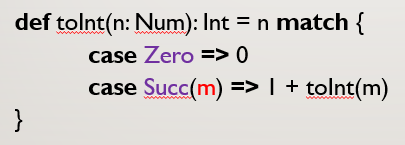 def toInt(n: Num): Int = n match {
case Zero => 0
case Succ(m) => 1 + toInt(m)
}